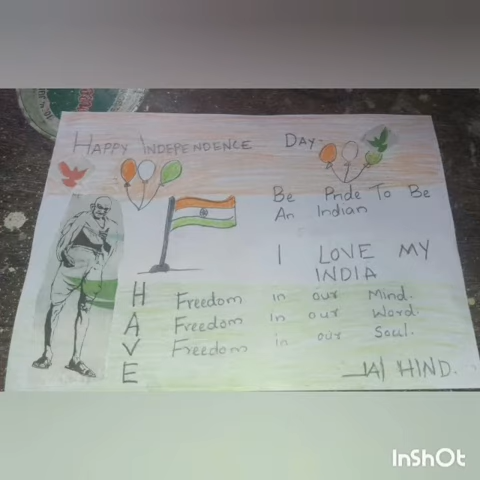 HAPPY INDEPENDENCE DAY-
Be Pride To Be
An Indian
I LOVE MY
INDIA
HAVE
Freedom in our Mind.
Freedom in our Word.
Freedom in our Soul.
JAI HIND.
INSHOT